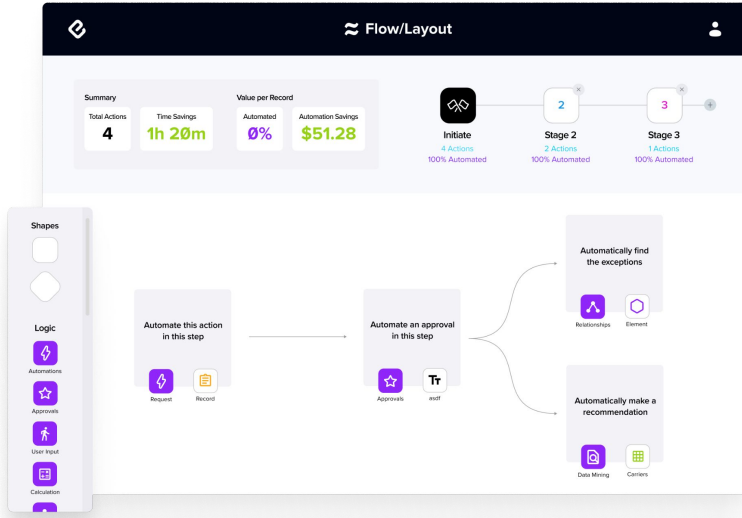 Flow/Layout
Summary
Value per Record
Total Actions
4
Time Savings
1h 20m
Automated
0%
Automation Savings
$51.28
2
3
Initiate
4 Actions
100% Automated
Stage 2
2 Actions
100% Automated
Stage 3
1 Actions
100% Automated
Shapes
Logic
Automations
Approvals
User Input
Calculation
Automate this action
in this step
Request
Record
Automate an approval
in this step
Approvals
Tт
asdf
Automatically find
the exceptions
Relationships
Element
Automatically make a
recommendation
Data Mining
Carriers